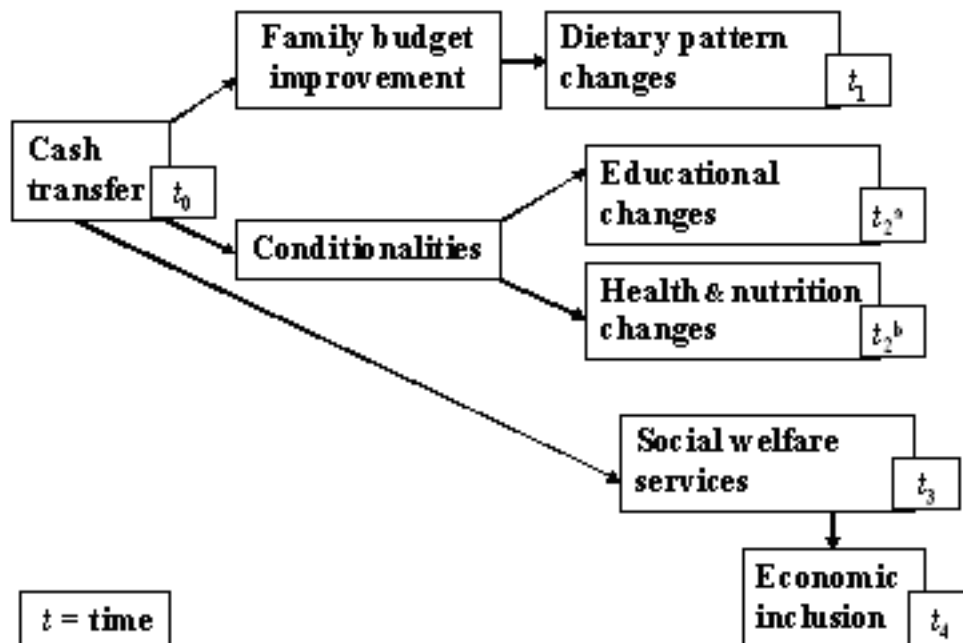 Family budget
improvement
Dietary pattern
changes
t₁
Cash
transfer
t₀
Conditionalities
Educational
changes
t₂ᵃ
Health & nutrition
changes
t₂ᵇ
Social welfare
services
t₃
Economic
inclusion
t₄
t = time